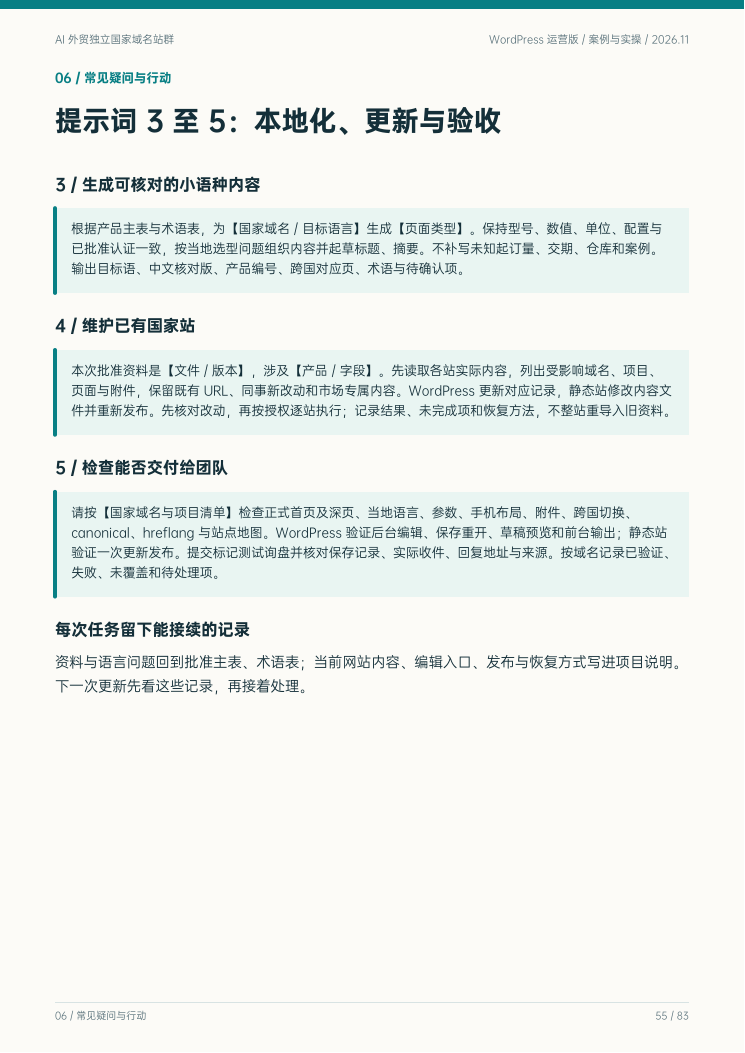 AI 外贸独立国家域名站群
WordPress 运营版 / 案例与实操 / 2026.11
06 / 常见疑问与行动
提示词 3 至 5：本地化、更新与验收
3 / 生成可核对的小语种内容
根据产品主表与术语表，为【国家域名 / 目标语言】生成【页面类型】。保持型号、数值、单位、配置与
已批准认证一致，按当地选型问题组织内容并起草标题、摘要。不补写未知起订量、交期、仓库和案例。
输出目标语、中文核对版、产品编号、跨国对应页、术语与待确认项。
4 / 维护已有国家站
本次批准资料是【文件 / 版本】，涉及【产品 / 字段】。先读取各站实际内容，列出受影响域名、项目、
页面与附件，保留既有 URL、同事新改动和市场专属内容。WordPress 更新对应记录，静态站修改内容文
件并重新发布。先核对改动，再按授权逐站执行；记录结果、未完成项和恢复方法，不整站重导入旧资料。
5 / 检查能否交付给团队
请按【国家域名与项目清单】检查正式首页及深页、当地语言、参数、手机布局、附件、跨国切换、
canonical、hreflang 与站点地图。WordPress 验证后台编辑、保存重开、草稿预览和前台输出；静态站
验证一次更新发布。提交标记测试询盘并核对保存记录、实际收件、回复地址与来源。按域名记录已验证、
失败、未覆盖和待处理项。
每次任务留下能接续的记录
资料与语言问题回到批准主表、术语表；当前网站内容、编辑入口、发布与恢复方式写进项目说明。
下一次更新先看这些记录，再接着处理。
06 / 常见疑问与行动
55 / 83